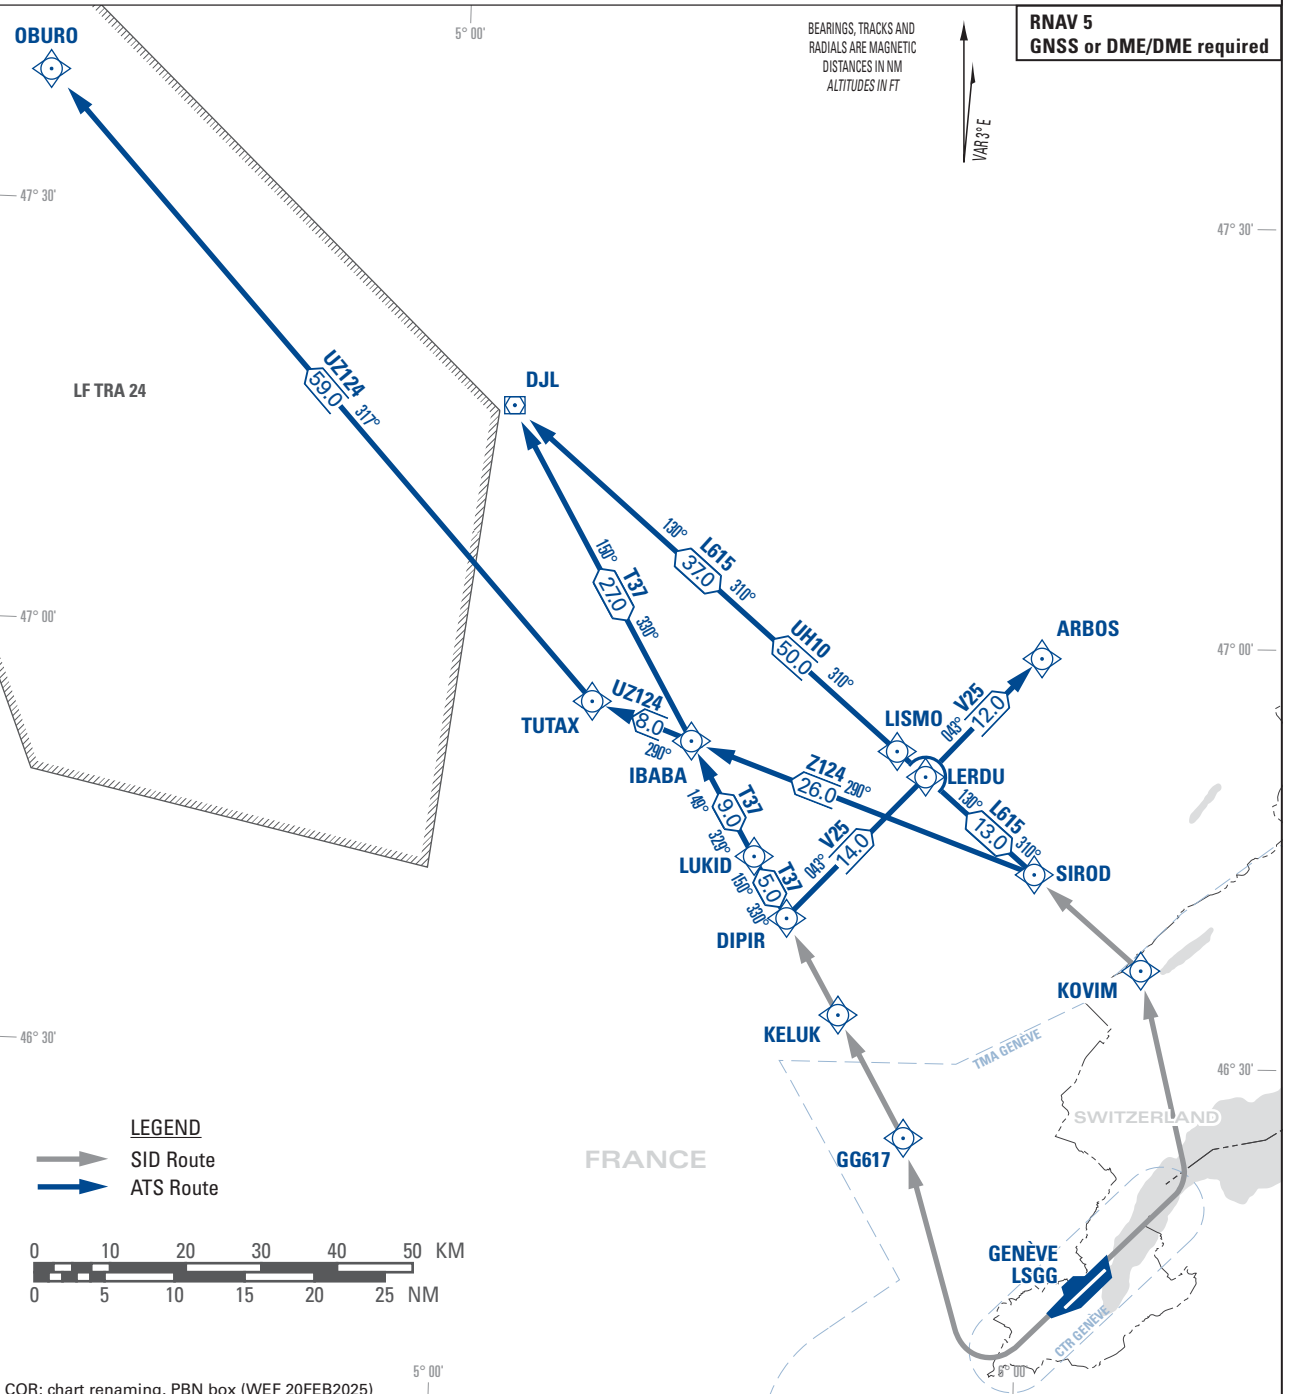 OBURO
5° 00'
BEARINGS, TRACKS AND
RADIALS ARE MAGNETIC
DISTANCES IN NM
ALTITUDES IN FT
VAR 3° E
RNAV 5
GNSS or DME/DME required
47° 30'
47° 30'
UZ124
59.0
317°
LF TRA 24
DJL
130°
L615
37.0
310°
150°
T37
27.0
330°
UH10
50.0
310°
47° 00'
47° 00'
ARBOS
V25
12.0
043°
LISMO
LERDU
UZ124
8.0
290°
TUTAX
IBABA
Z124
26.0
290°
130°
L615
13.0
310°
SIROD
149°
T37
9.0
329°
V25
14.0
043°
LUKID
150°
T37
5.0
330°
DIPIR
KOVIM
KELUK
46° 30'
46° 30'
TMA GENÈVE
SWITZERLAND
FRANCE
GG617
LEGEND
SID Route
ATS Route
0 10 20 30 40 50 KM
0 5 10 15 20 25 NM
GENÈVE
LSGG
CTR GENÈVE
5° 00'
6° 00'
COR: chart renaming, PBN box (WEF 20FEB2025)